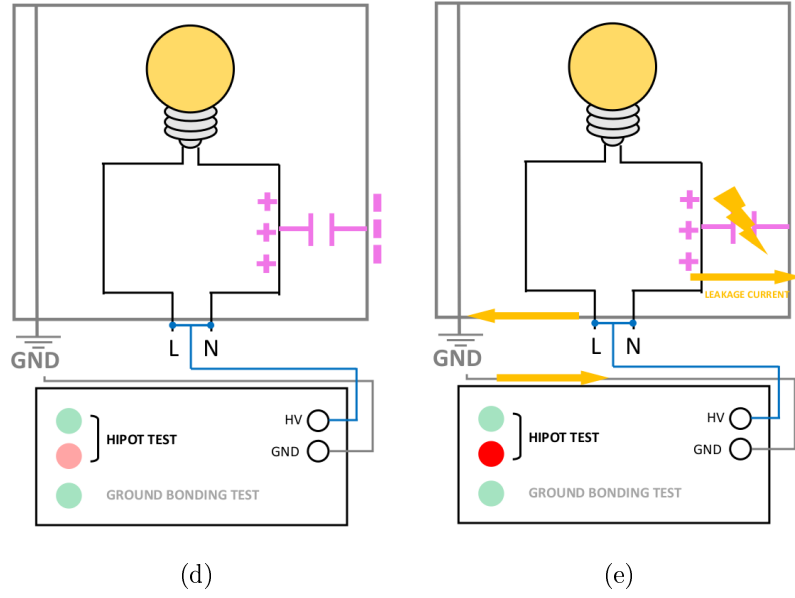 L N
GND
HV
HIPOT TEST
GND
GROUND BONDING TEST
(d)
LEAKAGE CURRENT
L N
GND
HV
HIPOT TEST
GND
GROUND BONDING TEST
(e)